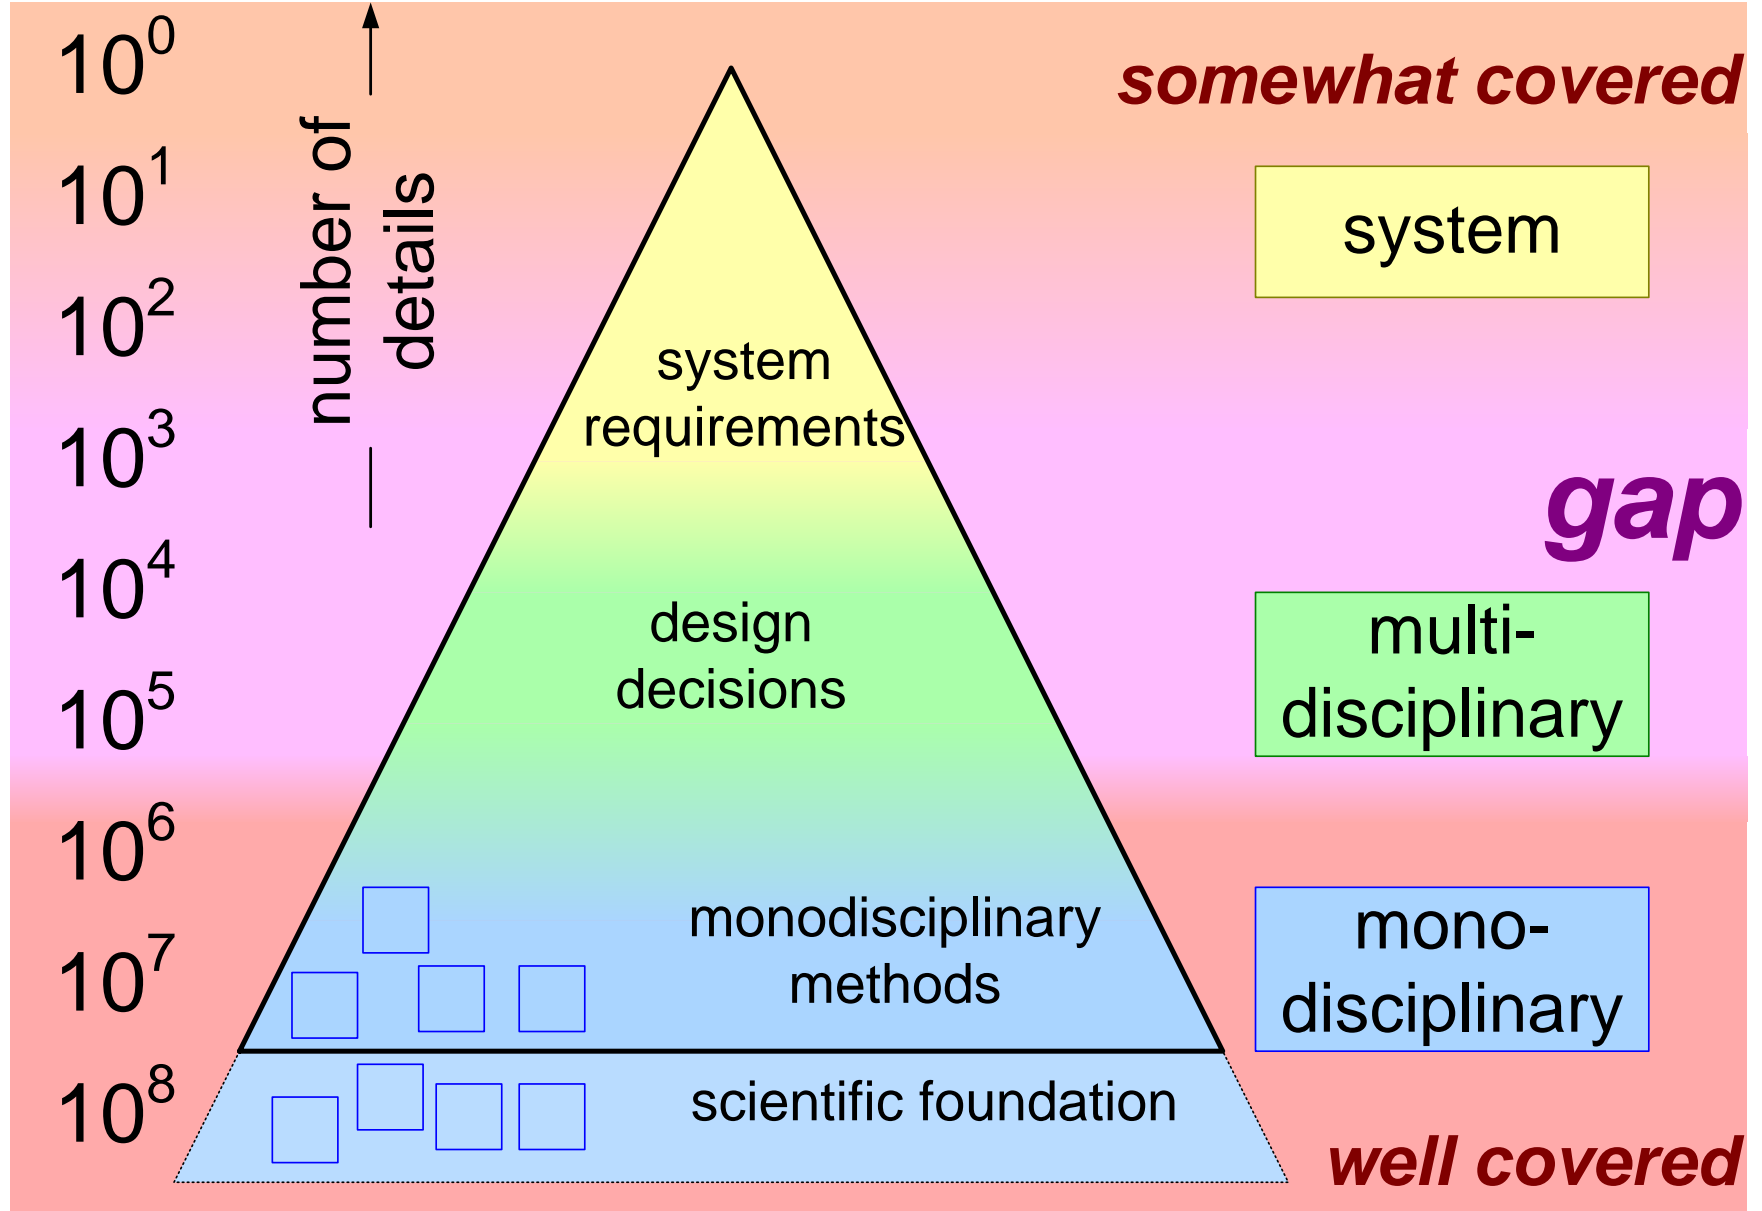 10^0
10^1
10^2
10^3
10^4
10^5
10^6
10^7
10^8
number of
details
system
requirements
design
decisions
monodisciplinary
methods
scientific foundation
somewhat covered
system
gap
multi-
disciplinary
mono-
disciplinary
well covered